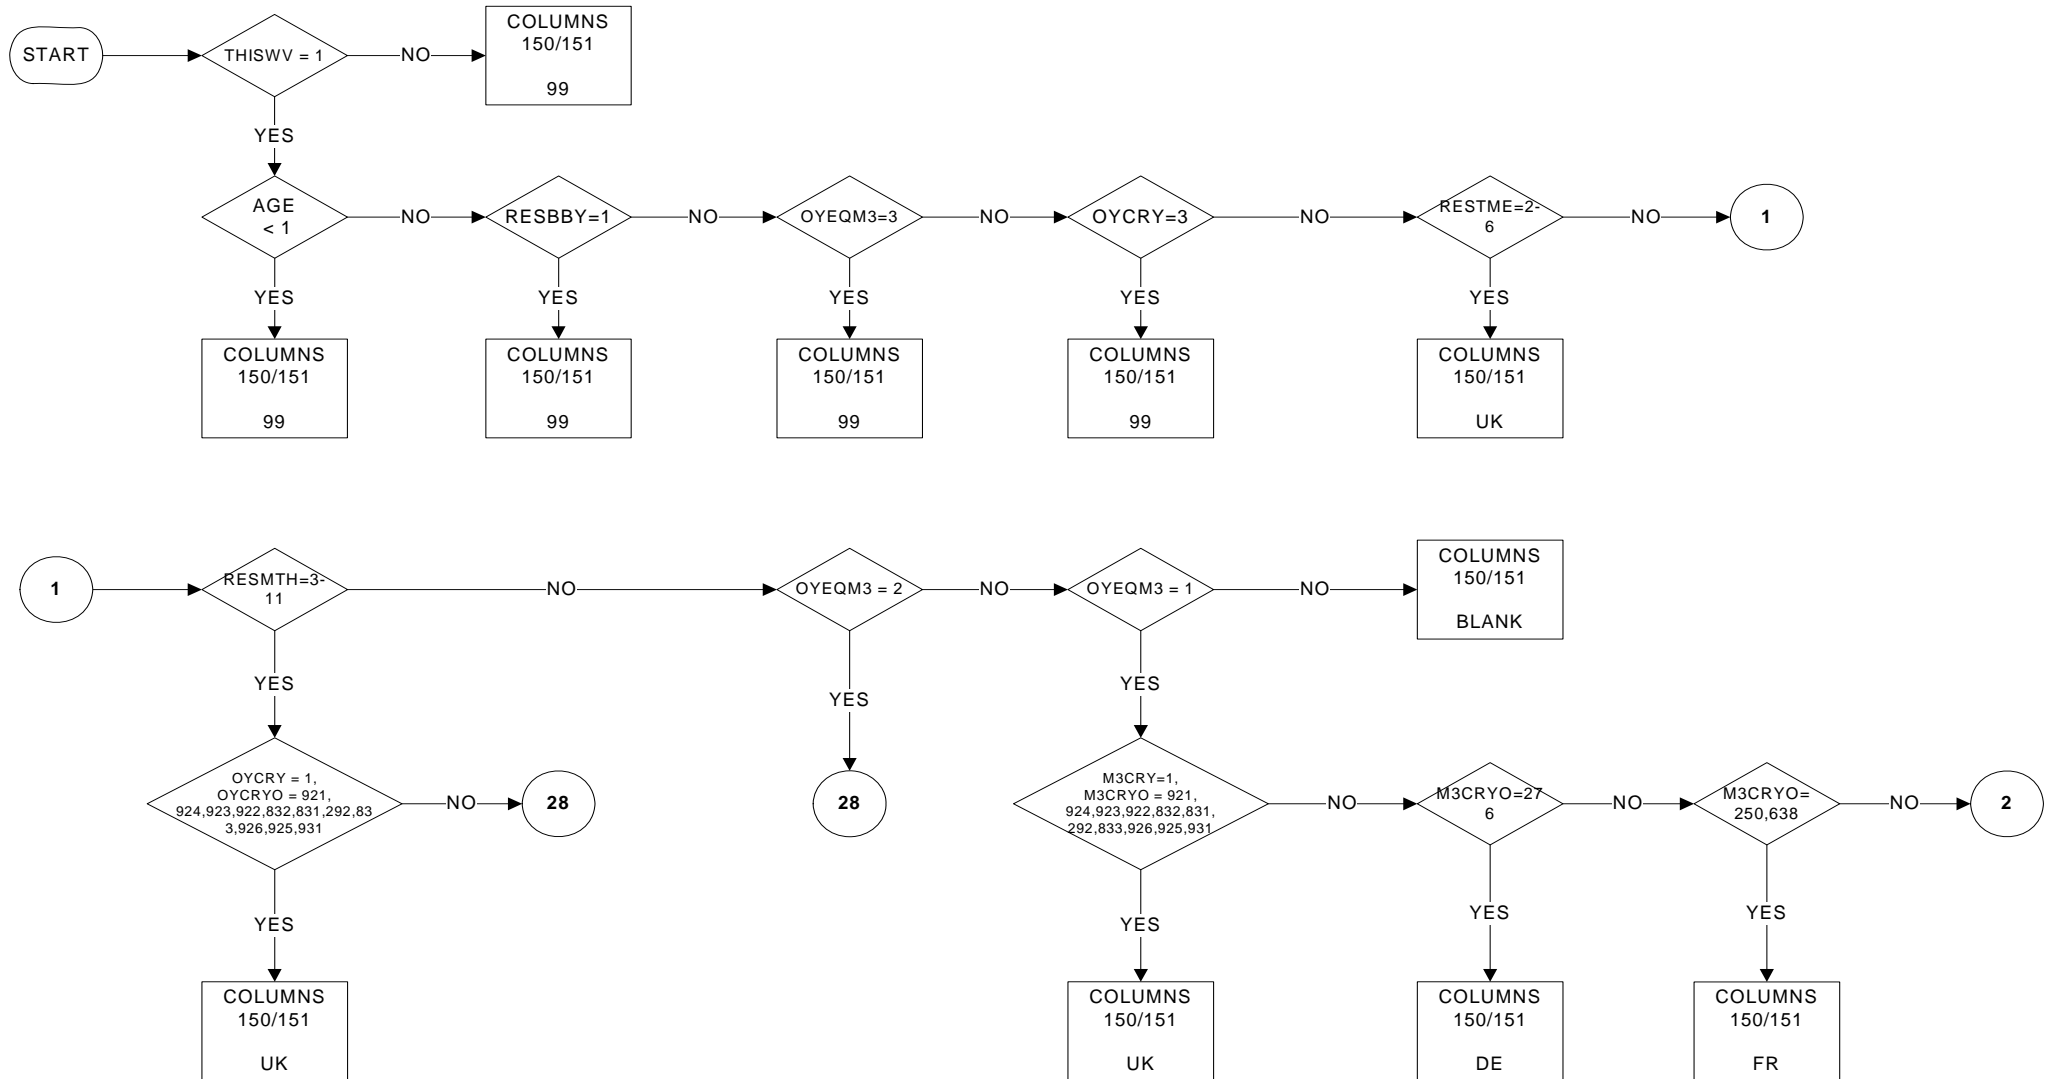 START
THISWV = 1
NO
COLUMNS
150/151
99
YES
AGE
< 1
NO
RESBBY=1
NO
OYEQM3=3
NO
OYCRY=3
NO
RESTME=2-
6
NO
1
YES
YES
YES
YES
YES
COLUMNS
150/151
99
COLUMNS
150/151
99
COLUMNS
150/151
99
COLUMNS
150/151
99
COLUMNS
150/151
UK
1
RESMTH=3-
11
NO
OYEQM3 = 2
NO
OYEQM3 = 1
NO
COLUMNS
150/151
BLANK
YES
YES
YES
OYCRY = 1,
OYCRYO = 921,
924,923,922,832,831,292,83
3,926,925,931
NO
28
28
M3CRY=1,
M3CRYO = 921,
924,923,922,832,831,
292,833,926,925,931
NO
M3CRYO=27
6
NO
M3CRYO=
250,638
NO
2
YES
YES
YES
YES
COLUMNS
150/151
UK
COLUMNS
150/151
UK
COLUMNS
150/151
DE
COLUMNS
150/151
FR